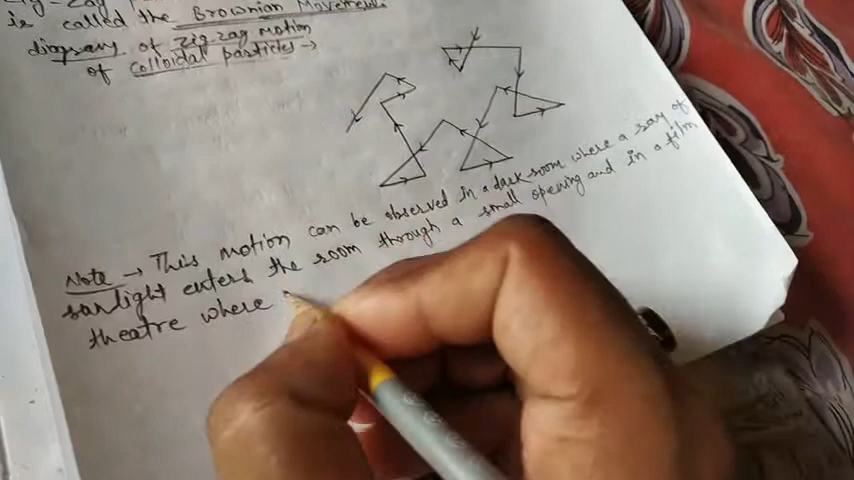 is called the Brownian Movement.
diagram of zig zag motion
of colloidal particles →
Note → This motion can be observed in a dark room where a ray of
sunlight enters the room through a small opening and in a film
theatre where